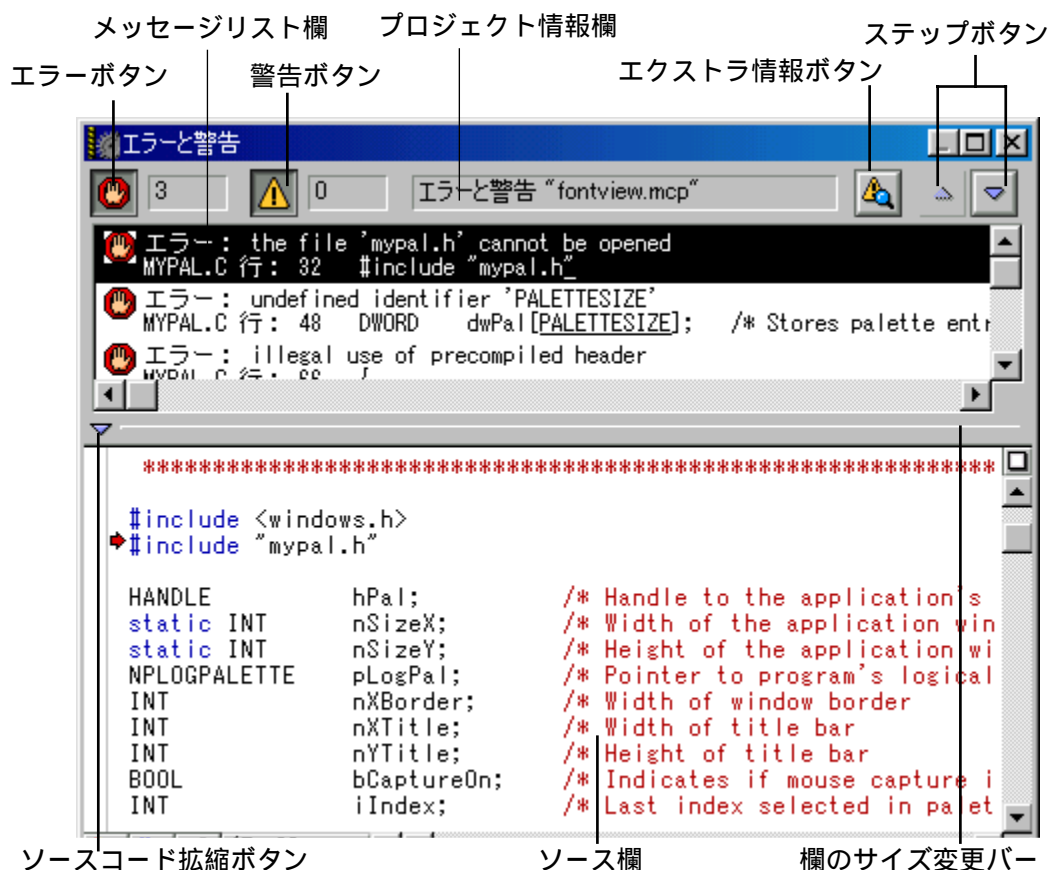 メッセージリスト欄 プロジェクト情報欄 ステップボタン
エラーボタン 警告ボタン エクストラ情報ボタン
エラーと警告
3 0 エラーと警告 "fontview.mcp"
エラー: the file 'mypal.h' cannot be opened
MYPAL.C 行: 32 #include "mypal.h"
エラー: undefined identifier 'PALETTESIZE'
MYPAL.C 行: 48 DWORD dwPal[PALETTESIZE]; /* Stores palette entr
エラー: illegal use of precompiled header
MYPAL.C 行: 66 {
*************************************************************
#include <windows.h>
#include "mypal.h"
HANDLE hPal; /* Handle to the application's
static INT nSizeX; /* Width of the application win
static INT nSizeY; /* Height of the application wi
NPLOGPALETTE pLogPal; /* Pointer to program's logical
INT nXBorder; /* Width of window border
INT nXTitle; /* Width of title bar
INT nYTitle; /* Height of title bar
BOOL bCaptureOn; /* Indicates if mouse capture i
INT iIndex; /* Last index selected in palet
ソースコード拡縮ボタン ソース欄 欄のサイズ変更バー